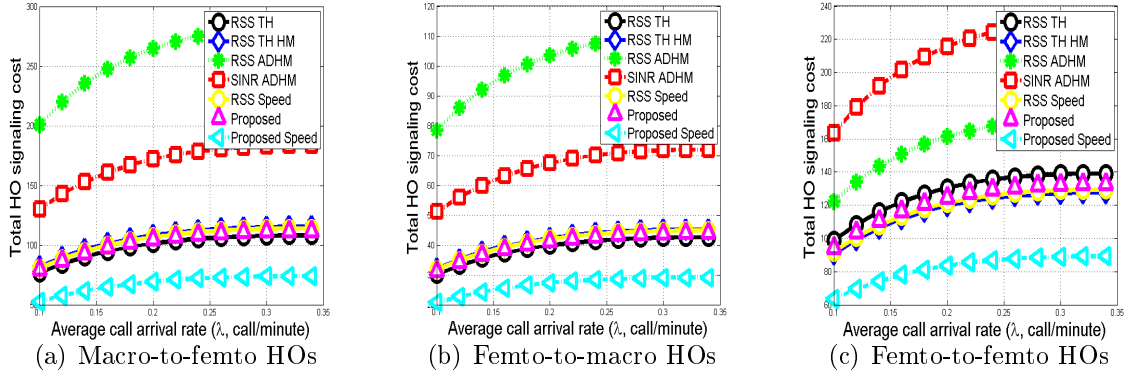 Total HO signaling cost
300
250
200
150
100
50
0.1
0.15
0.2
0.25
0.3
0.35
RSS TH
RSS TH HM
RSS ADHM
SINR ADHM
RSS Speed
Proposed
Proposed Speed
Average call arrival rate (λ, call/minute)
(a) Macro-to-femto HOs
Total HO signaling cost
120
100
80
60
40
20
0.1
0.15
0.2
0.25
0.3
0.35
RSS TH
RSS TH HM
RSS ADHM
SINR ADHM
RSS Speed
Proposed
Proposed Speed
Average call arrival rate (λ, call/minute)
(b) Femto-to-macro HOs
Total HO signaling cost
240
220
200
180
160
140
120
100
80
60
0.1
0.15
0.2
0.25
0.3
0.35
RSS TH
RSS TH HM
RSS ADHM
SINR ADHM
RSS Speed
Proposed
Proposed Speed
Average call arrival rate (λ, call/minute)
(c) Femto-to-femto HOs